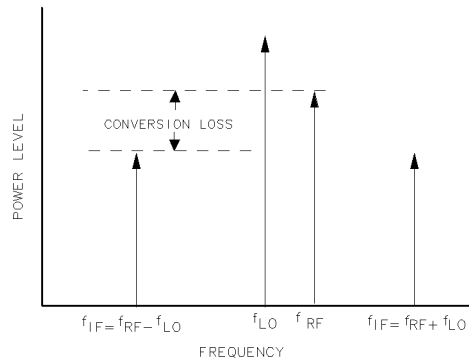 POWER LEVEL
CONVERSION LOSS
fIF= fRF− fLO
fLO
fRF
fIF= fRF+ fLO
FREQUENCY